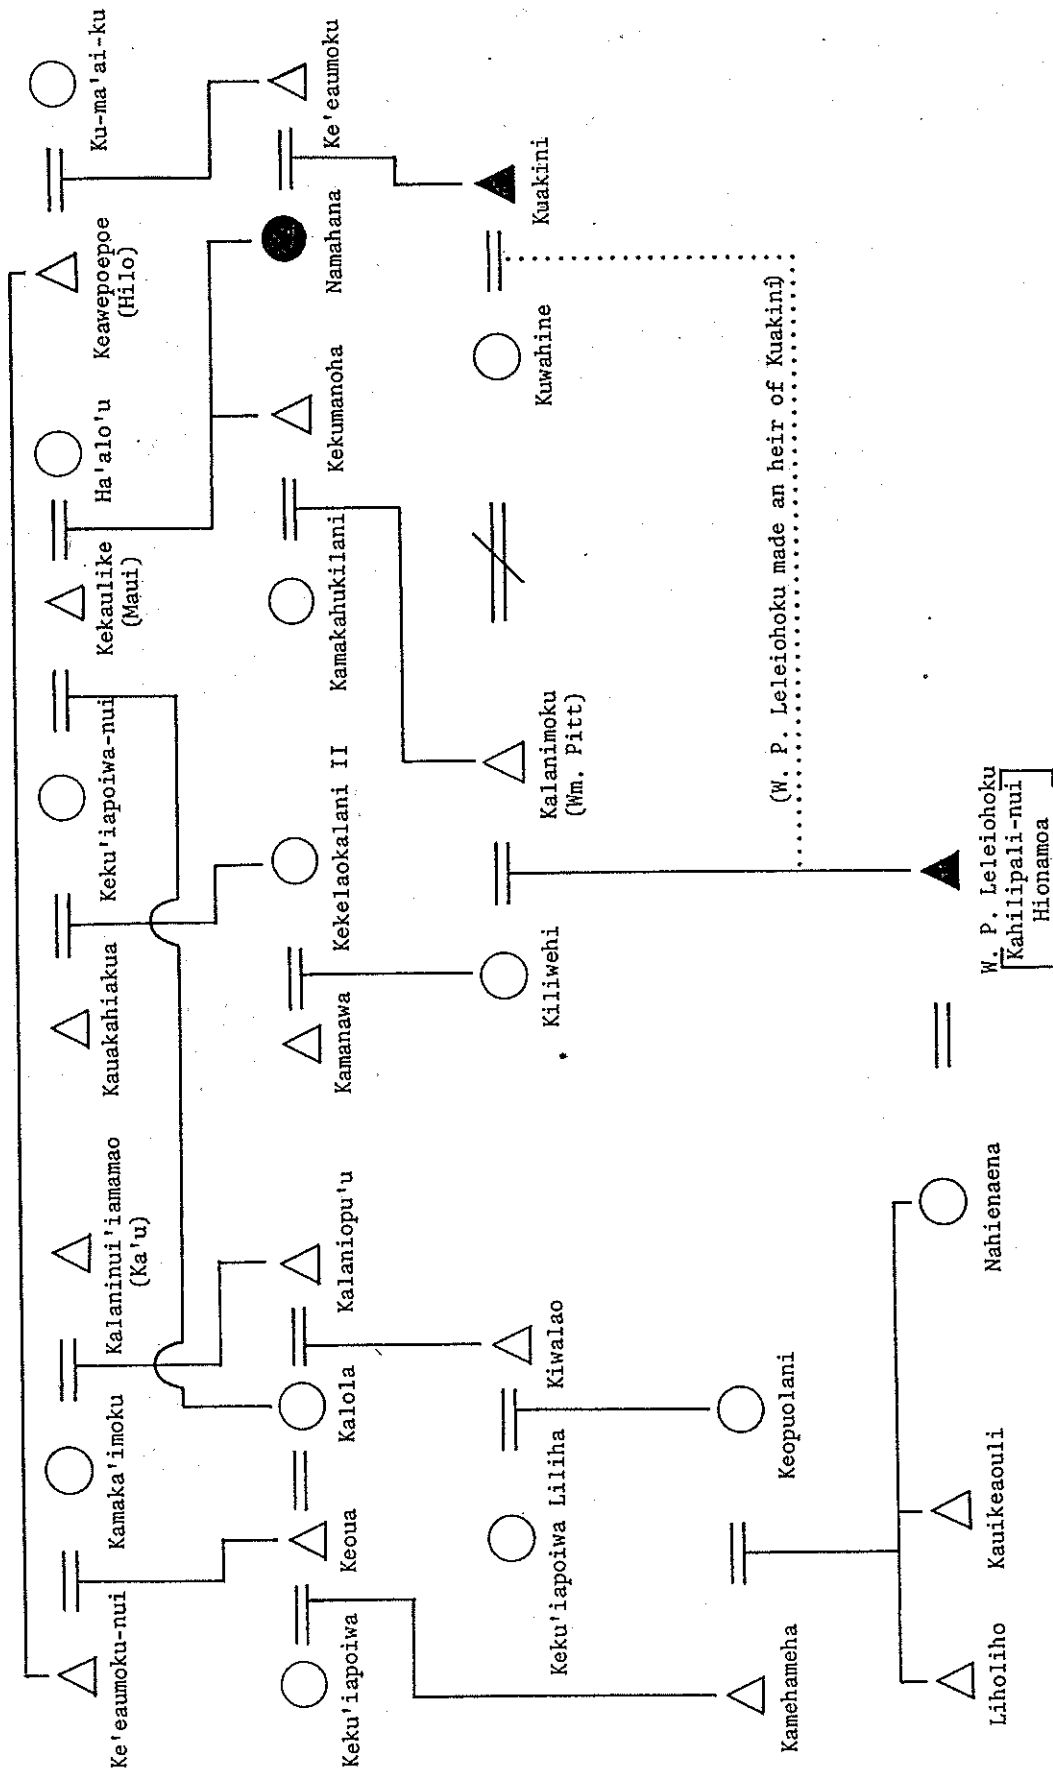 Ke'eaumoku-nui
Kamaka'imoku
Kalaninui'iamamao
(Ka'u)
Kauakahiakua
Keku'iapoiwa-nui
Kekaulike
(Maui)
Ha'alo'u
Keawepoepoe
(Hilo)
Ku-ma'ai-ku
Keku'iapoiwa
Keoua
Kalola
Kalaniopu'u
Kamanawa
Kekelaokalani II
Kamakahukilani
Kekumanoha
Namahana
Ke'eaumoku
Keku'iapoiwa Liliha
Kiwalao
Kiliwehi
Kalanimoku
(Wm. Pitt)
Kuwahine
Kuakini
Kamehameha
Keopuolani
(W. P. Leleiohoku made an heir of Kuakini)
Liholiho
Kauikeaouli
Nahienaena
W. P. Leleiohoku
Kahilipali-nui
Hionamoa